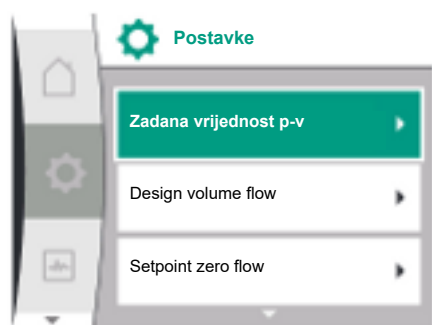 Postavke
Zadana vrijednost p-v
Design volume flow
Setpoint zero flow